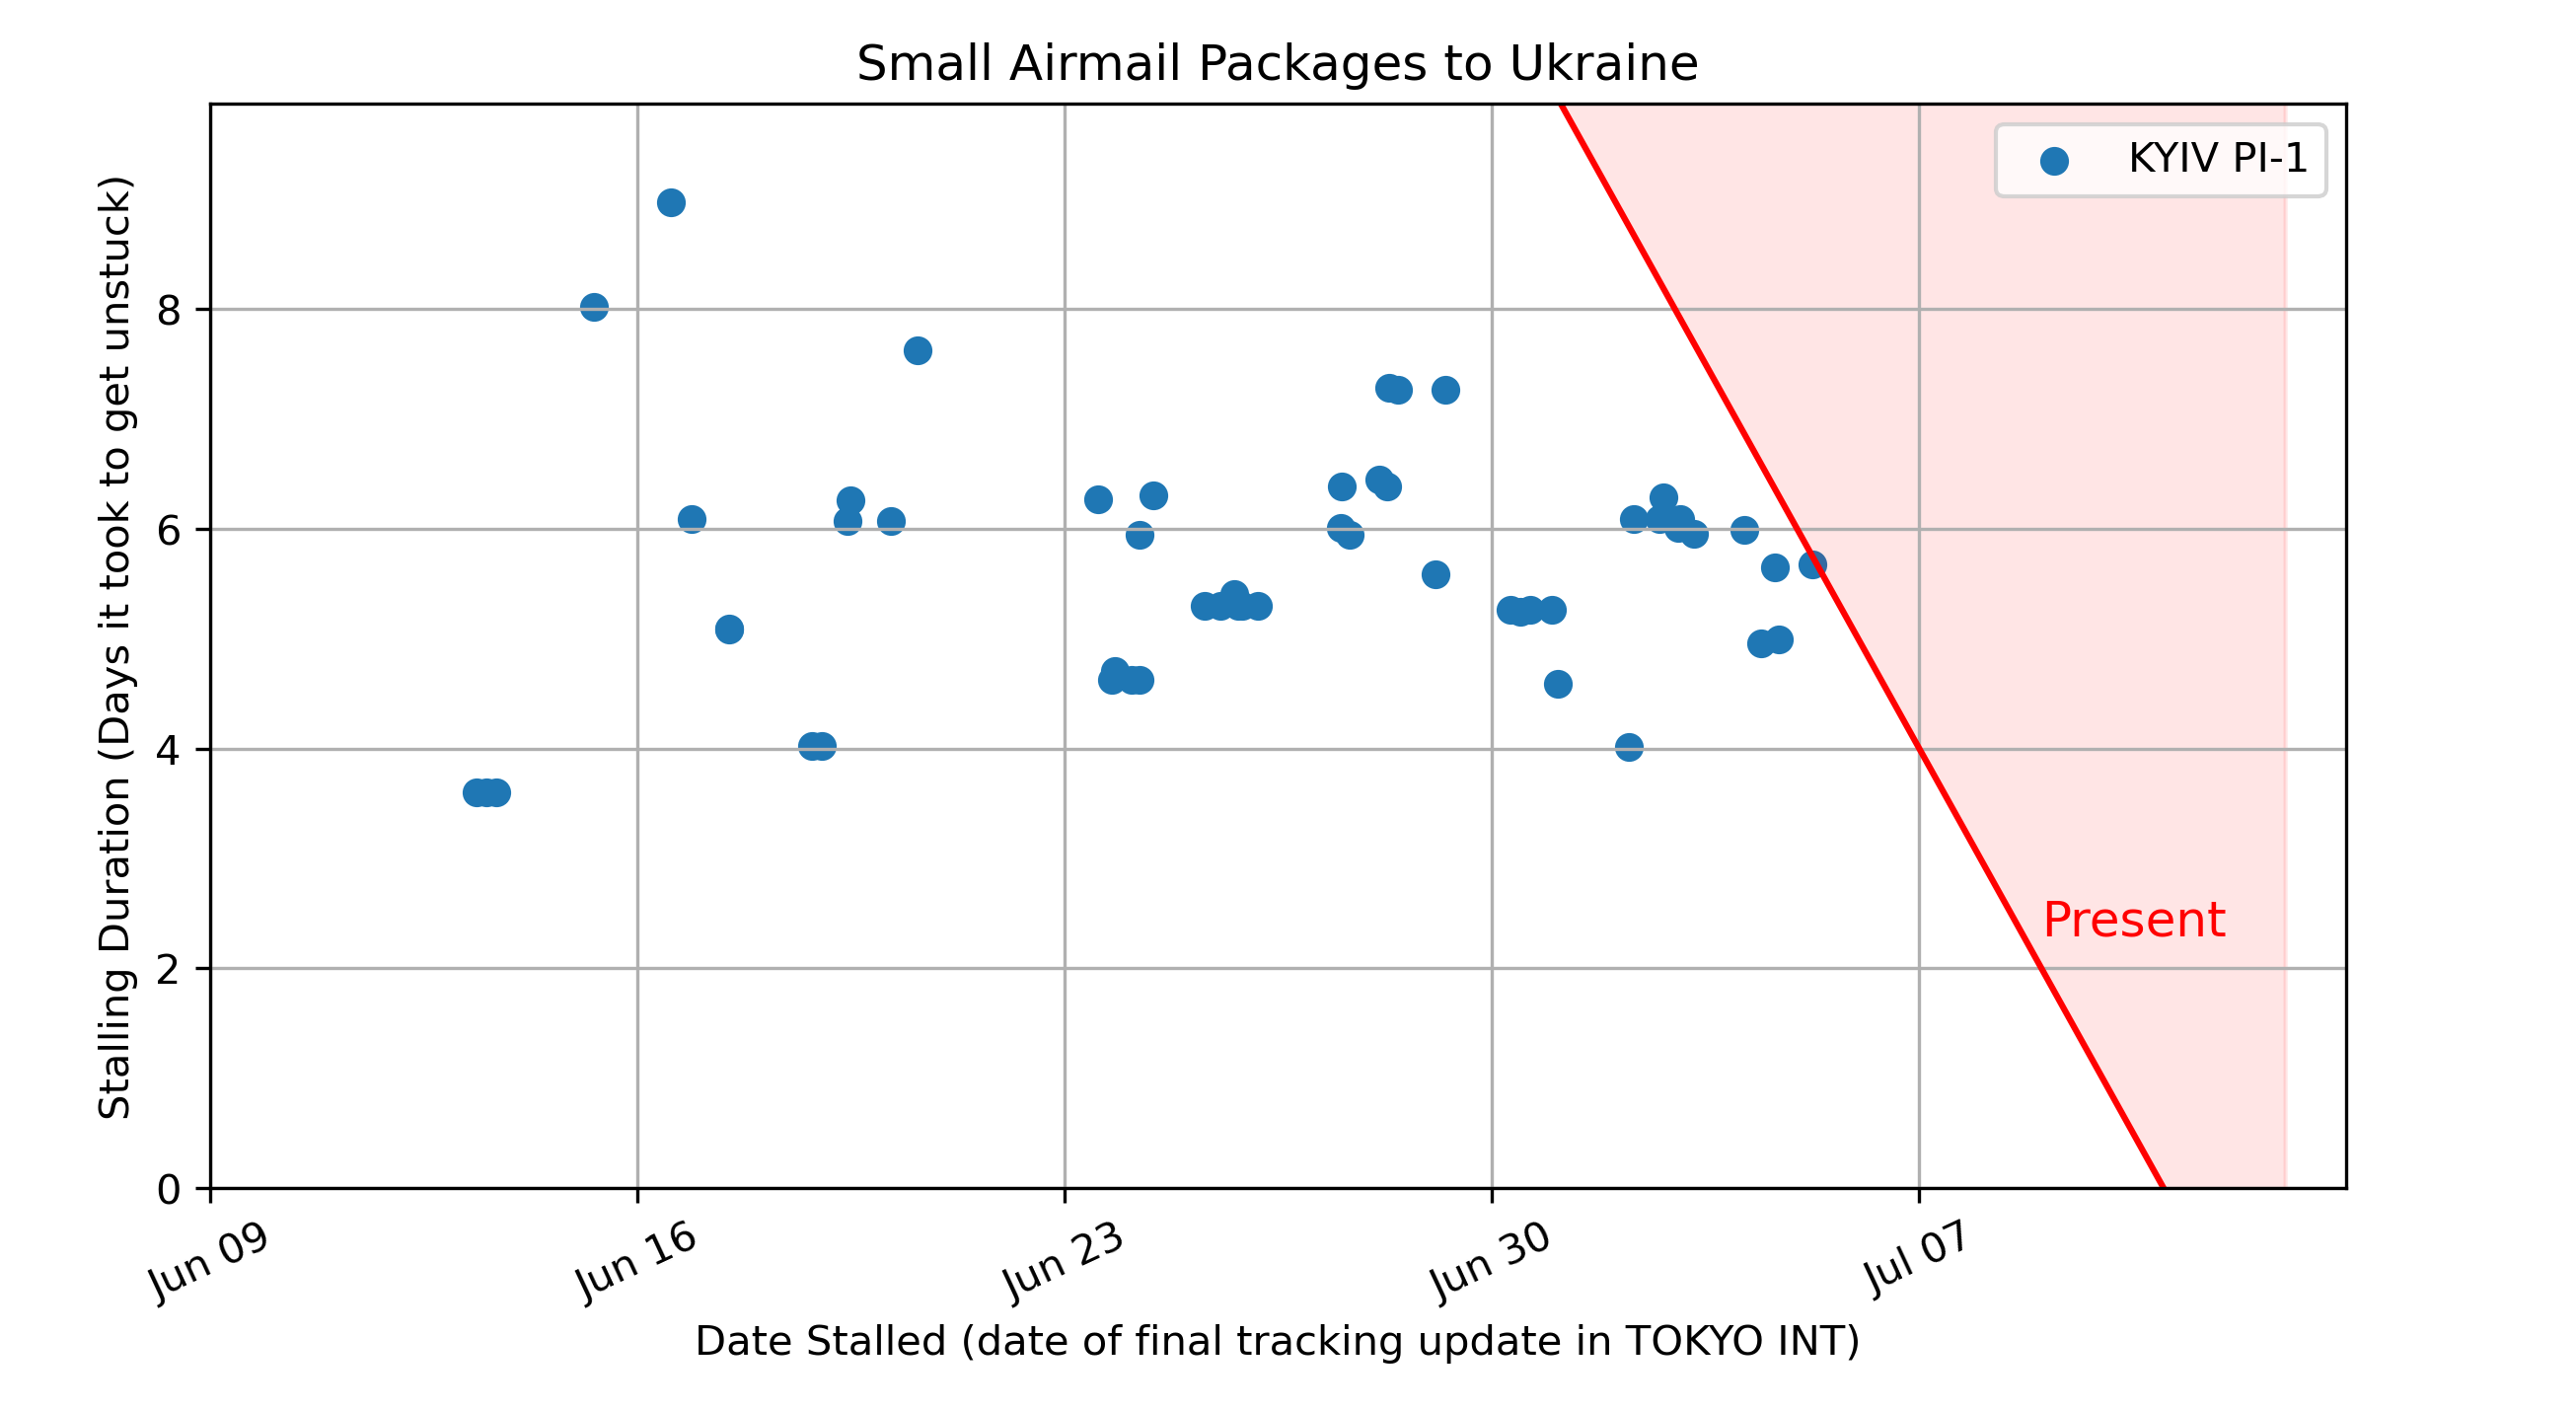 Small Airmail Packages to Ukraine
KYIV PI-1
Stalling Duration (Days it took to get unstuck)
8
6
4
2
0
Present
Jun 09
Jun 16
Jun 23
Jun 30
Jul 07
Date Stalled (date of final tracking update in TOKYO INT)